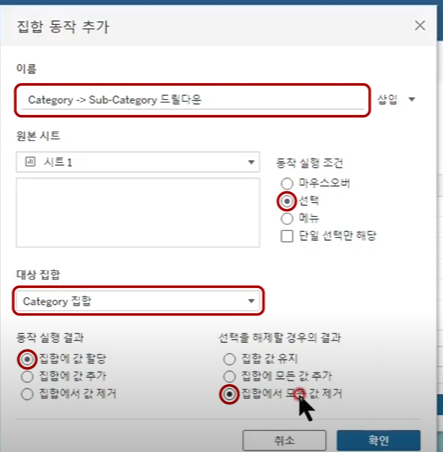 집합 동작 추가
이름
Category -> Sub-Category 드릴다운
삽입
원본 시트
시트 1
동작 실행 조건
마우스오버
선택
메뉴
단일 선택만 해당
대상 집합
Category 집합
동작 실행 결과
집합에 값 할당
집합에 값 추가
집합에서 값 제거
선택을 해제할 경우의 결과
집합 값 유지
집합에 모든 값 추가
집합에서 모든 값 제거
취소
확인